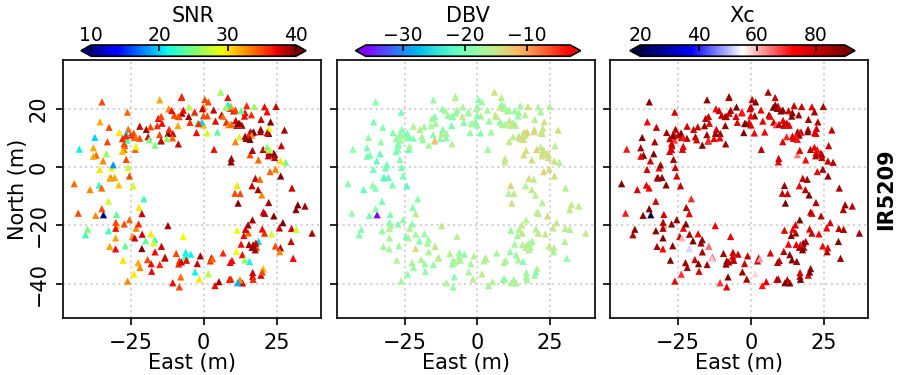 SNR DBV Xc
10 20 30 40 −30 −20 −10 20 40 60 80
20
0
−20
−40
North (m)
−25 0 25 −25 0 25 −25 0 25
East (m) East (m) East (m)
IR5209